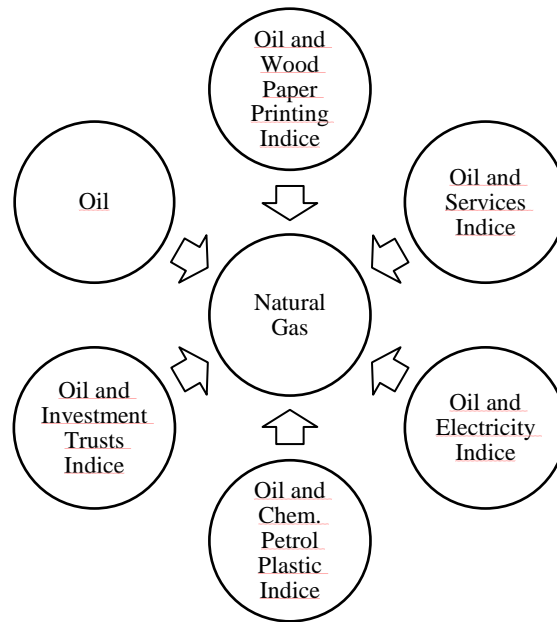 Oil and
Wood
Paper
Printing
Indice
Oil
Oil and
Services
Indice
Natural
Gas
Oil and
Investment
Trusts
Indice
Oil and
Electricity
Indice
Oil and
Chem.
Petrol
Plastic
Indice